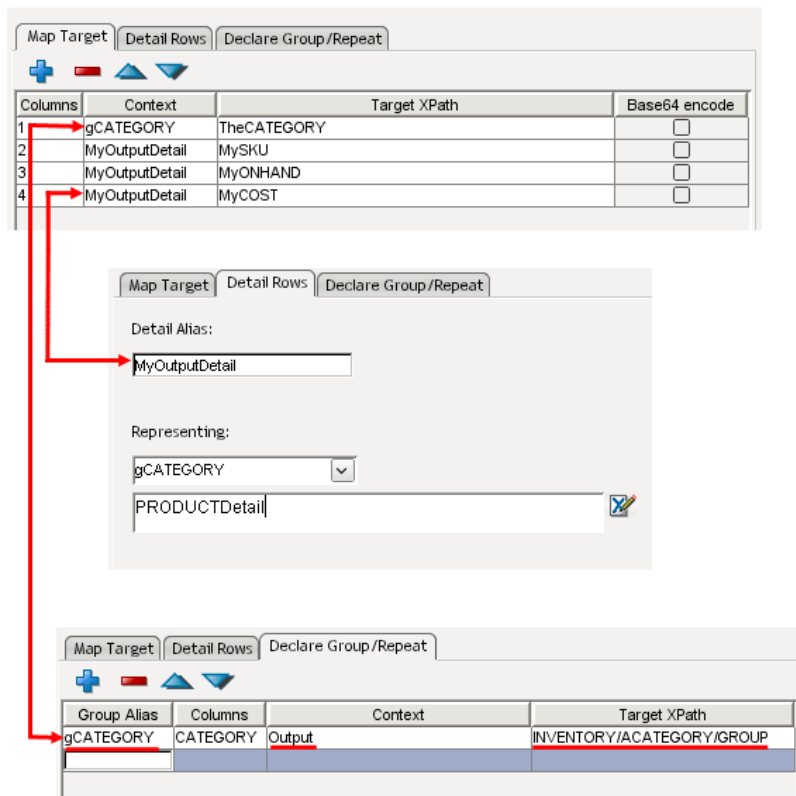 Map Target Detail Rows Declare Group/Repeat
Columns Context Target XPath Base64 encode
1 gCATEGORY TheCATEGORY
2 MyOutputDetail MySKU
3 MyOutputDetail MyONHAND
4 MyOutputDetail MyCOST
Map Target Detail Rows Declare Group/Repeat
Detail Alias:
MyOutputDetail
Representing:
gCATEGORY
PRODUCTDetail
Map Target Detail Rows Declare Group/Repeat
Group Alias Columns Context Target XPath
gCATEGORY CATEGORY Output INVENTORY/ACATEGORY/GROUP